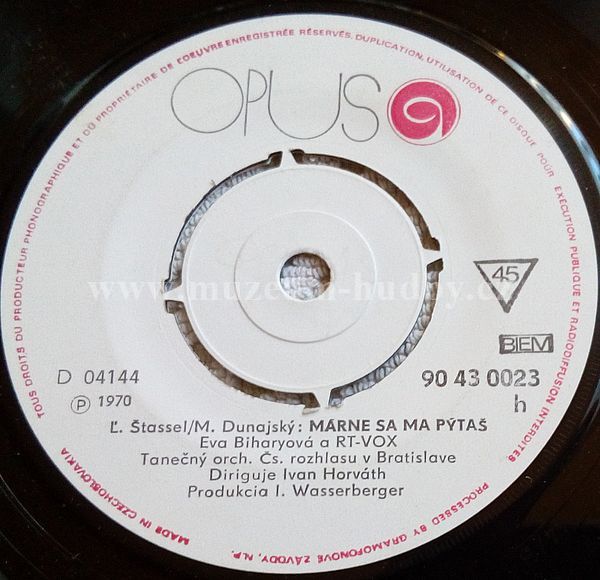 TOUS DROITS DU PRODUCTEUR PHONOGRAPHIQUE ET DU PROPRIÉTAIRE DE L'OEUVRE ENREGISTRÉE RÉSERVÉS. DUPLICATION, UTILISATION DE CE DISQUE POUR EXÉCUTION PUBLIQUE ET RADIODIFFUSION INTERDITES.
OPUS
www.muzeum-hudby.cz
45
BIEM
D 04144
90 43 0023
℗ 1970
h
Ľ. Štassel/M. Dunajský: MÁRNE SA MA PÝTAŠ
Eva Biharyová a RT-VOX
Tanečný orch. Čs. rozhlasu v Bratislave
Diriguje Ivan Horváth
Produkcia I. Wasserberger
MADE IN CZECHOSLOVAKIA
PROCESSED BY GRAMOFONOVÉ ZÁVODY, N.P.